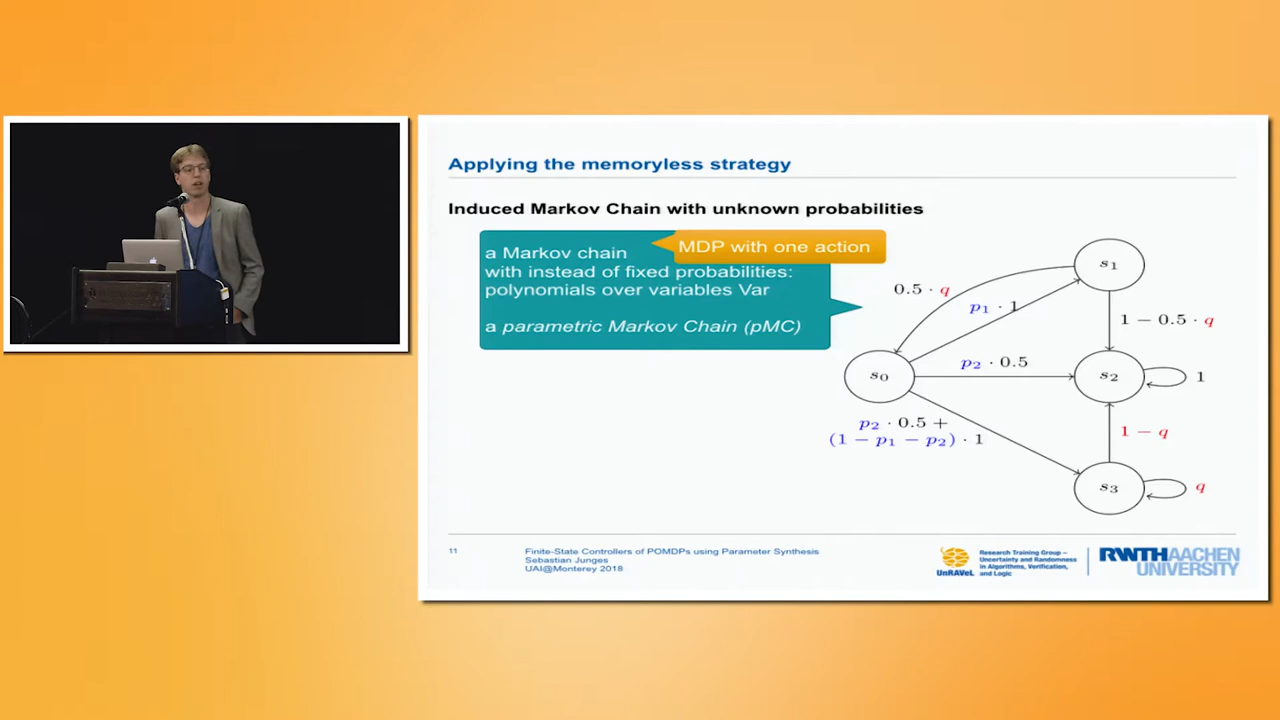 Applying the memoryless strategy
Induced Markov Chain with unknown probabilities
MDP with one action
a Markov chain
with instead of fixed probabilities:
polynomials over variables Var
a parametric Markov Chain (pMC)
s₁
0.5 · q
p₁ · 1
1 − 0.5 · q
p₂ · 0.5
s₀
s₂
1
p₂ · 0.5 +
(1 − p₁ − p₂) · 1
1 − q
s₃
q
11
Finite-State Controllers of POMDPs using Parameter Synthesis
Sebastian Junges
UAI@Monterey 2018
UnRAVeL
Research Training Group –
Uncertainty and Randomness
in Algorithms, Verification,
and Logic
RWTHAACHEN
UNIVERSITY